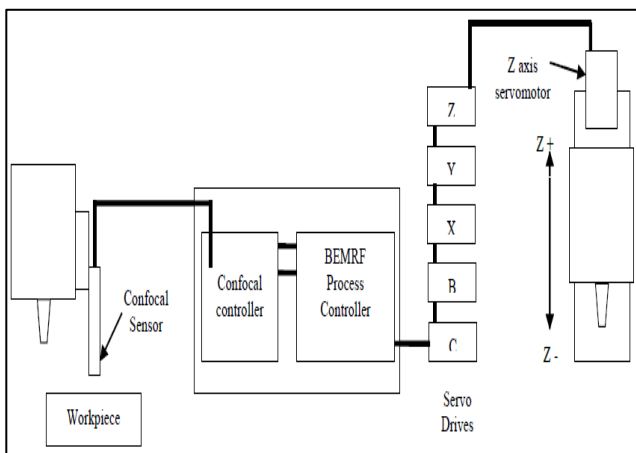 Z axis
servomotor
Z
Z +
Y
X
BEMRF
Process
Controller
Confocal
controller
B
Confocal
Sensor
C
Z -
Workpiece
Servo
Drives